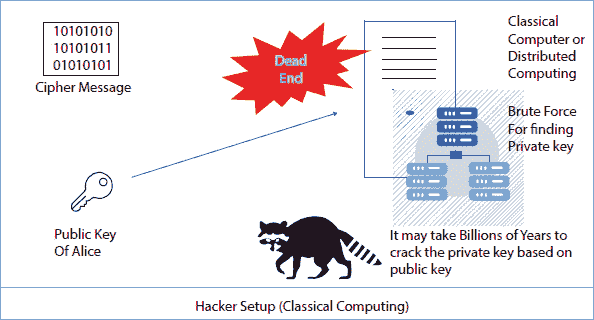 10101010
10101011
01010101
Cipher Message
Dead
End
Classical
Computer or
Distributed
Computing
Brute Force
For finding
Private key
Public Key
Of Alice
It may take Billions of Years to
crack the private key based on
public key
Hacker Setup (Classical Computing)